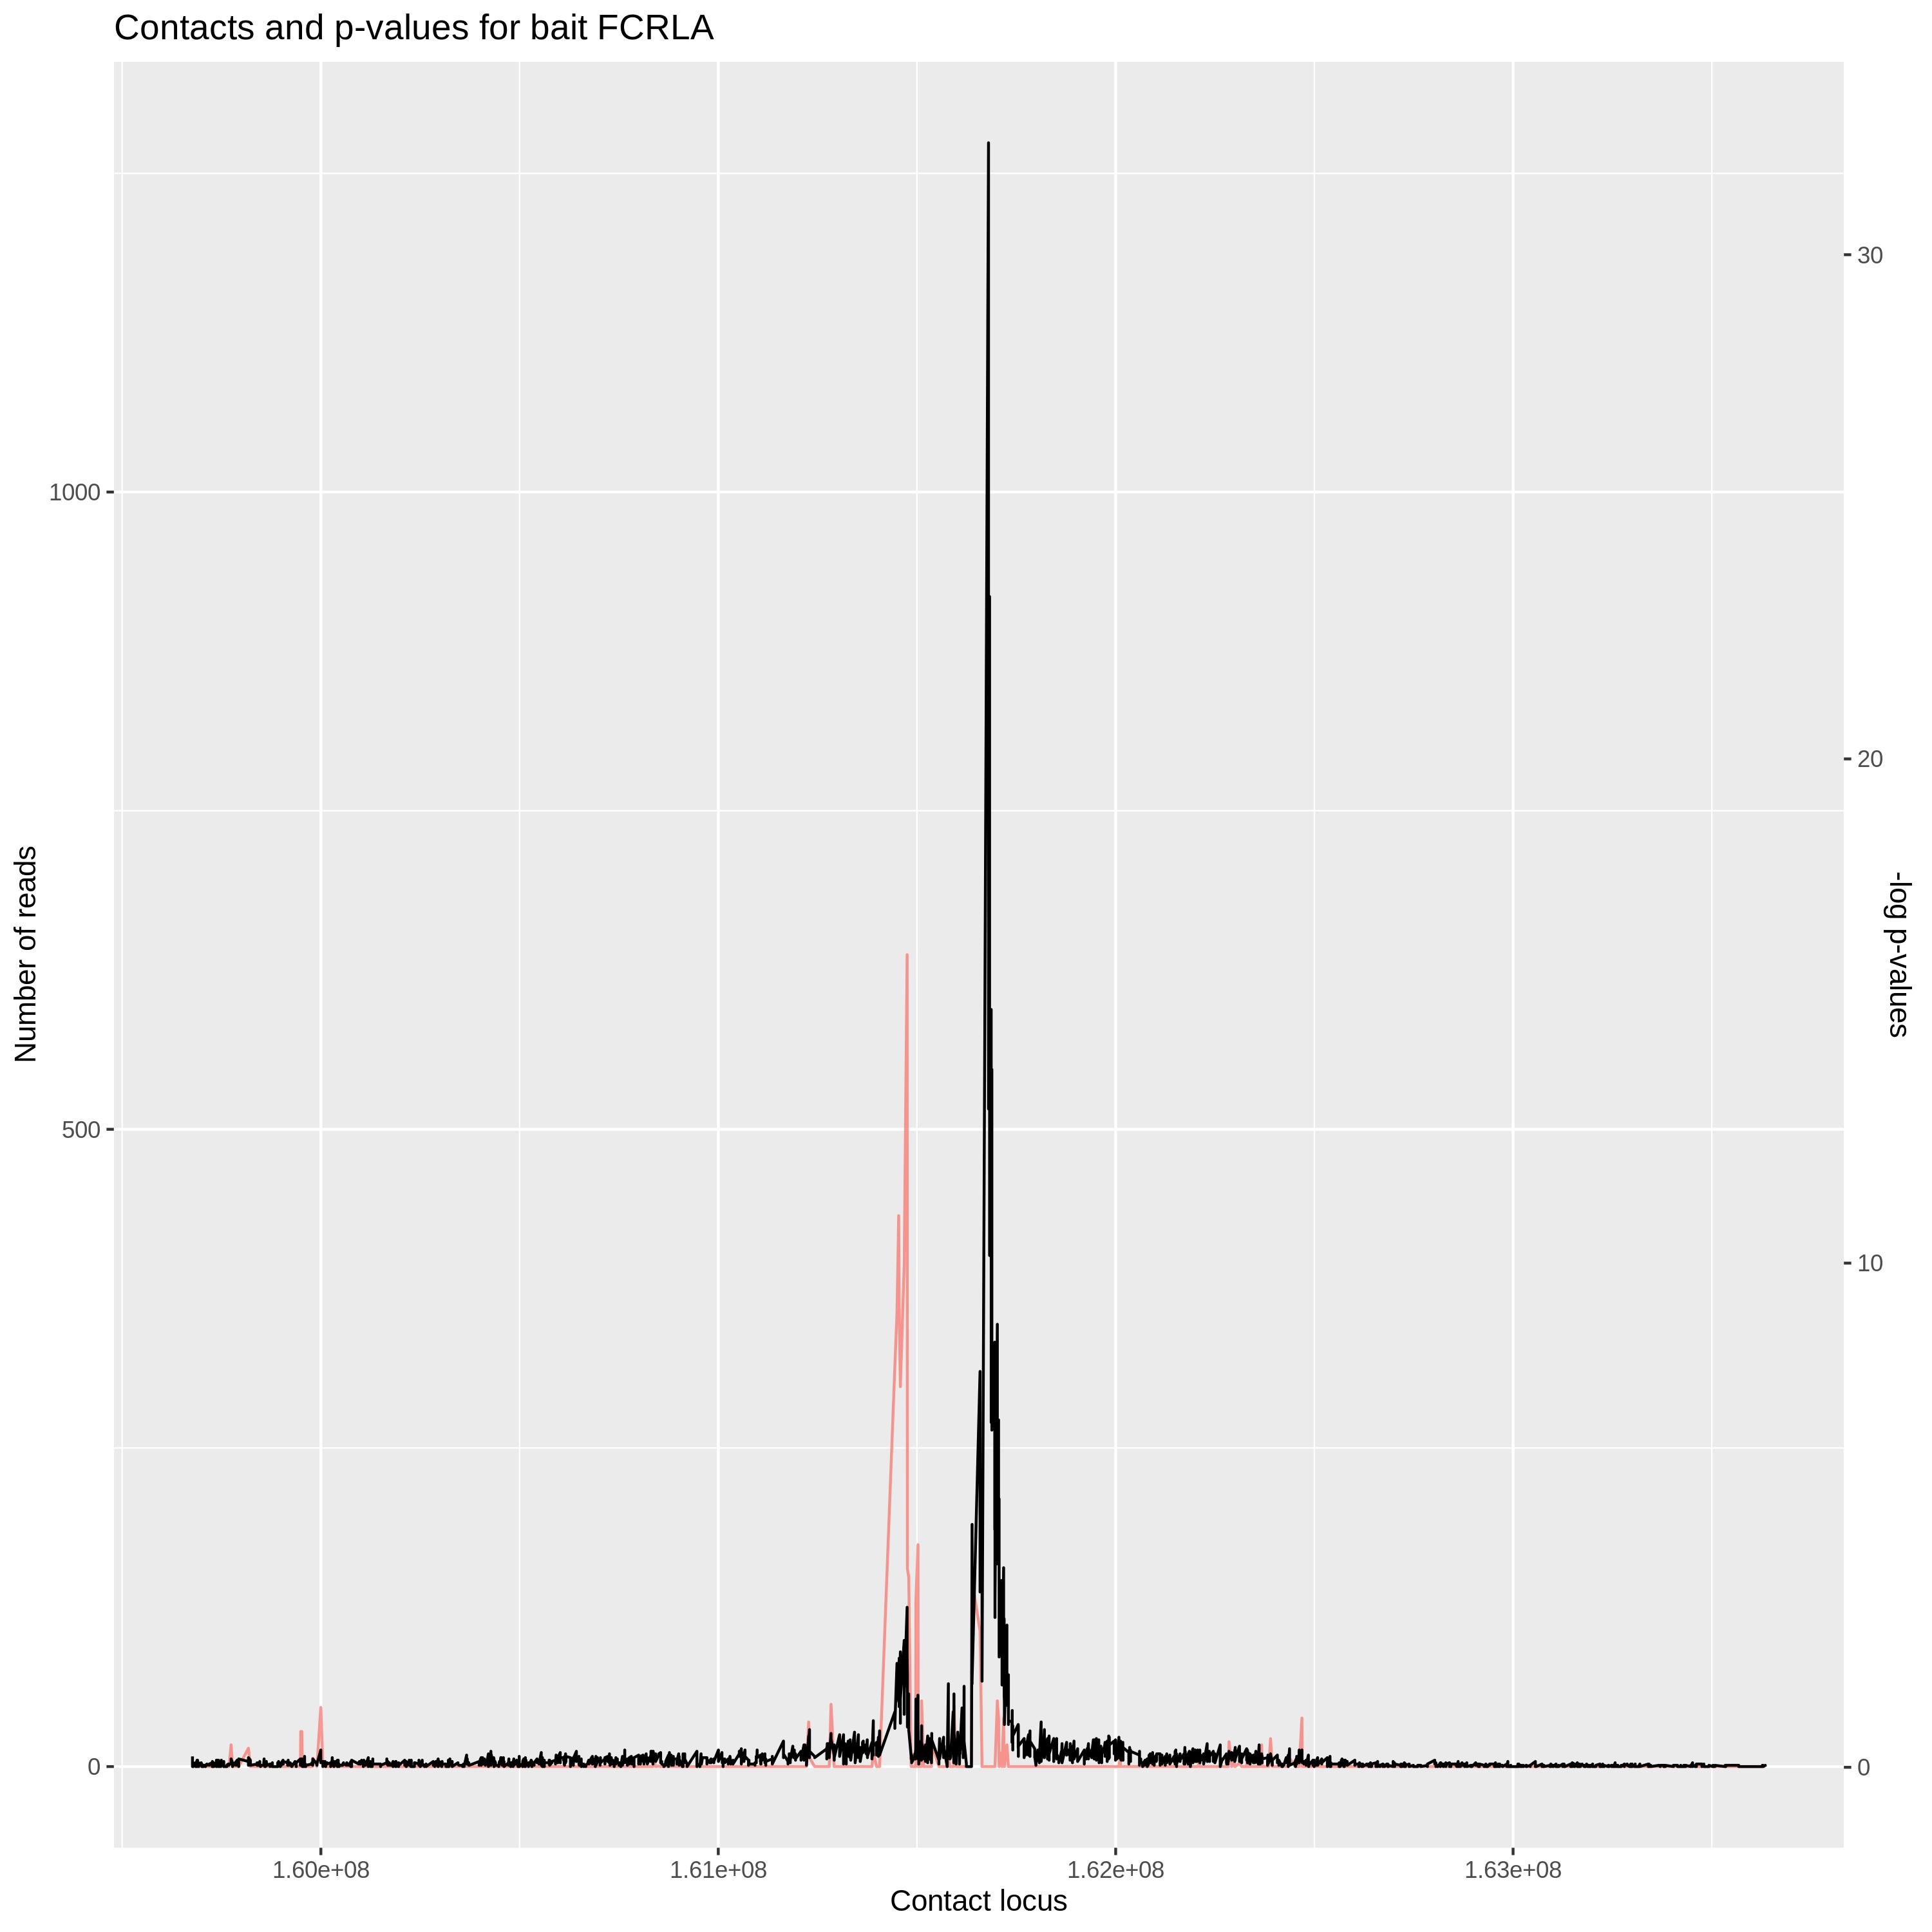 Contacts and p-values for bait FCRLA
Number of reads
1000
500
0
30
20
10
0
-log p-values
1.60e+08
1.61e+08
1.62e+08
1.63e+08
Contact locus